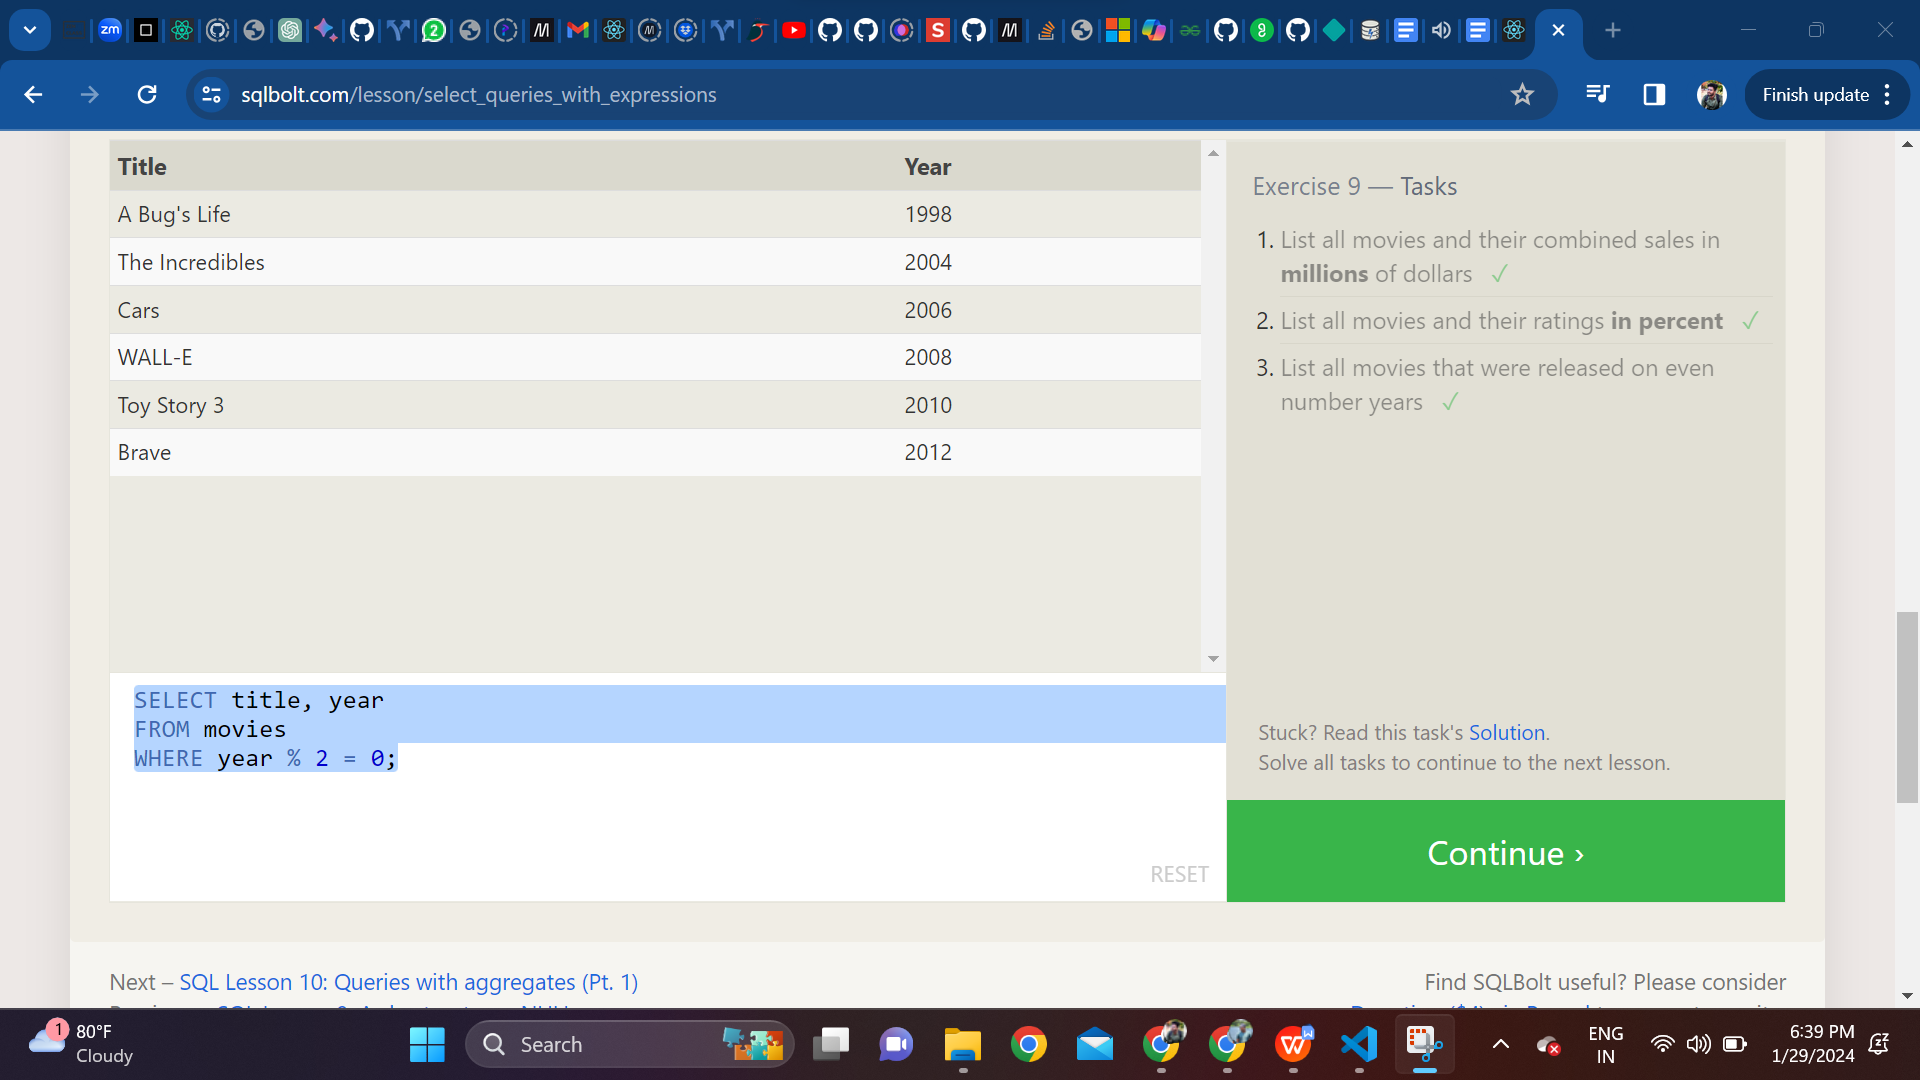 zm
2
M
M
S
M
sqlbolt.com/lesson/select_queries_with_expressions
Finish update
Title Year
A Bug's Life 1998
The Incredibles 2004
Cars 2006
WALL-E 2008
Toy Story 3 2010
Brave 2012
Exercise 9 — Tasks
1. List all movies and their combined sales in
millions of dollars ✓
2. List all movies and their ratings in percent ✓
3. List all movies that were released on even
number years ✓
SELECT title, year
FROM movies
WHERE year % 2 = 0;
RESET
Stuck? Read this task's Solution.
Solve all tasks to continue to the next lesson.
Continue ›
Next – SQL Lesson 10: Queries with aggregates (Pt. 1)
Find SQLBolt useful? Please consider
1
80°F
Cloudy
Search
W
ENG
IN
6:39 PM
1/29/2024